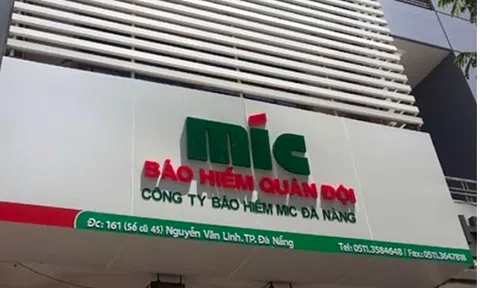 mic
BẢO HIỂM QUÂN ĐỘI
CÔNG TY BẢO HIỂM MIC ĐÀ NẴNG
Đc: 161 (Số cũ 45) Nguyễn Văn Linh.TP.Đà Nẵng Tel:0511.3584648 / Fax:0511.3647818